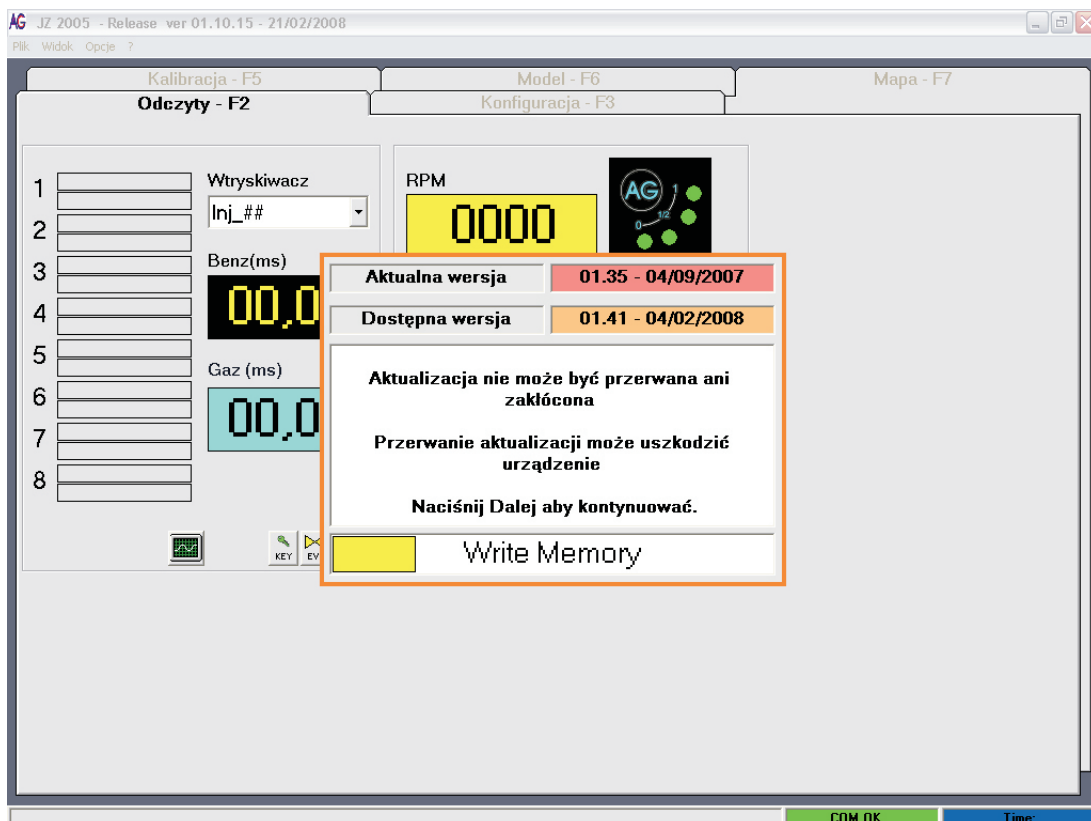 AG JZ 2005 - Release ver 01.10.15 - 21/02/2008
Plik Widok Opcje ?
Kalibracja - F5
Model - F6
Mapa - F7
Odczyty - F2
Konfiguracja - F3
Wtryskiwacz
Inj_##
RPM
0000
AG 1
0 1/2
1
2
3
4
5
6
7
8
Benz(ms)
00,0
Gaz (ms)
00,0
KEY
EV
Aktualna wersja
01.35 - 04/09/2007
Dostępna wersja
01.41 - 04/02/2008
Aktualizacja nie może być przerwana ani
zakłócona
Przerwanie aktualizacji może uszkodzić
urządzenie
Naciśnij Dalej aby kontynuować.
Write Memory
COM OK
Time: